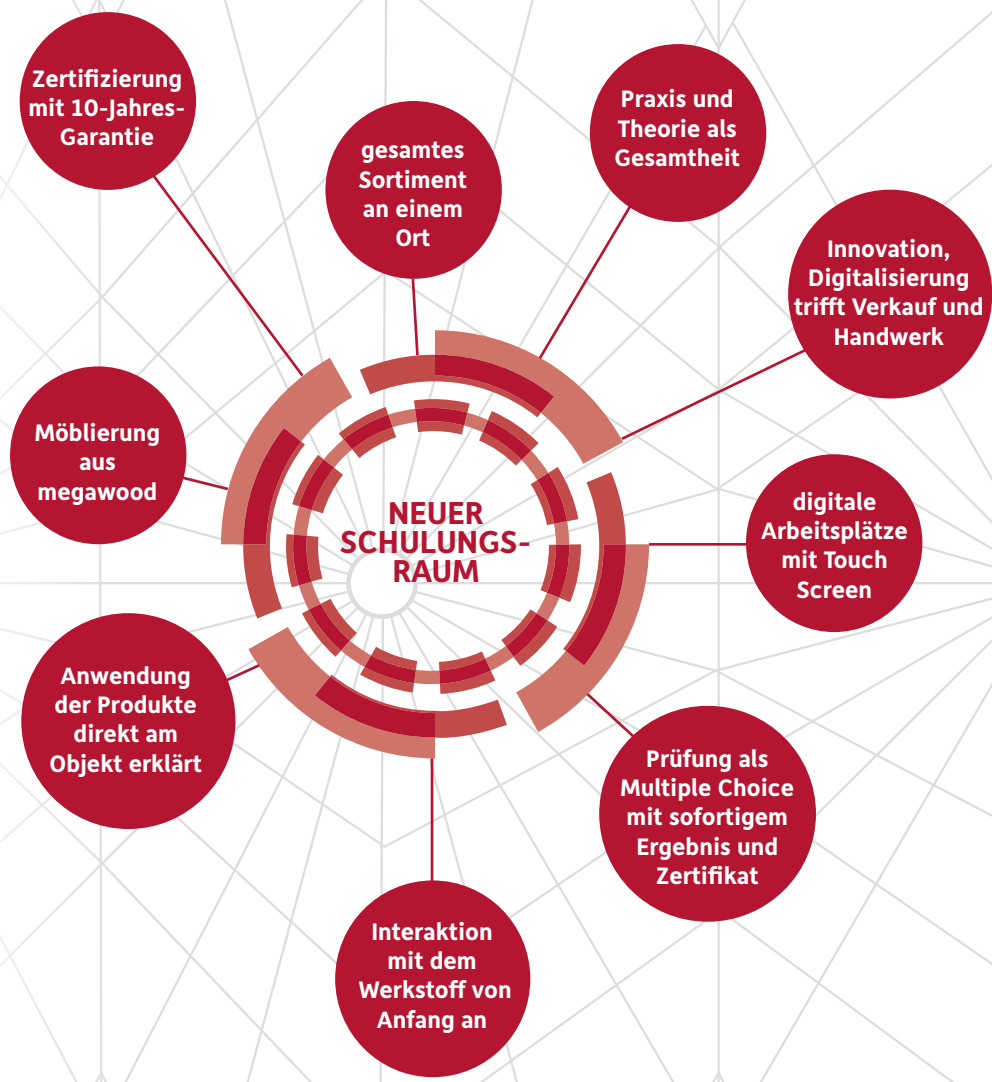 Zertifizierung
mit 10-Jahres-
Garantie
gesamtes
Sortiment
an einem
Ort
Praxis und
Theorie als
Gesamtheit
Innovation,
Digitalisierung
trifft Verkauf und
Handwerk
Möblierung
aus
megawood
NEUER
SCHULUNGS-
RAUM
digitale
Arbeitsplätze
mit Touch
Screen
Anwendung
der Produkte
direkt am
Objekt erklärt
Prüfung als
Multiple Choice
mit sofortigem
Ergebnis und
Zertifikat
Interaktion
mit dem
Werkstoff von
Anfang an